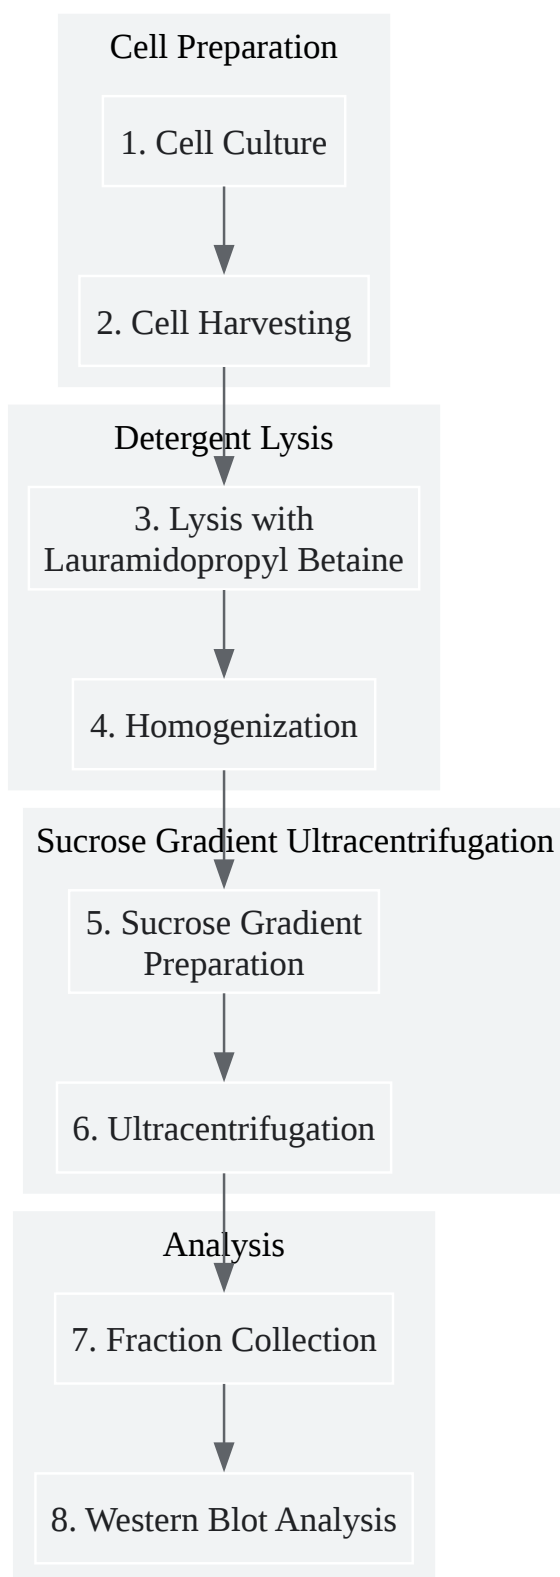 Cell Preparation
1. Cell Culture
2. Cell Harvesting
Detergent Lysis
3. Lysis with
Lauramidopropyl Betaine
4. Homogenization
Sucrose Gradient Ultracentrifugation
5. Sucrose Gradient
Preparation
6. Ultracentrifugation
Analysis
7. Fraction Collection
8. Western Blot Analysis